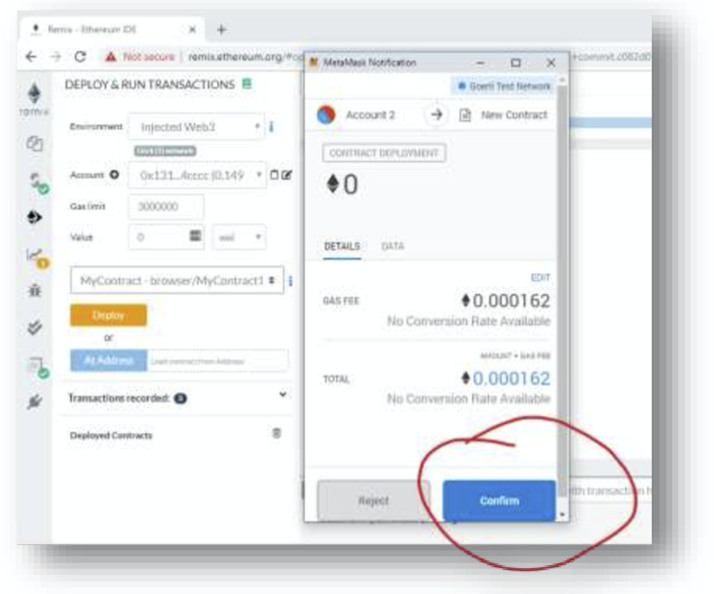 Remix - Ethereum IDE
Not secure | remix.ethereum.org/#op
+commit.c082d0
remix
DEPLOY & RUN TRANSACTIONS
Environment
Injected Web3
Account
0x131...4cccc (0.149
Gas limit
3000000
Value
0
wei
MyContract - browser/MyContract1
Deploy
or
At Address
Load contract from Address
Transactions recorded:
Deployed Contracts
MetaMask Notification
Goerli Test Network
Account 2
New Contract
CONTRACT DEPLOYMENT
0
DETAILS
DATA
EDIT
GAS FEE
0.000162
No Conversion Rate Available
AMOUNT + GAS FEE
TOTAL
0.000162
No Conversion Rate Available
Reject
Confirm
ith transaction h